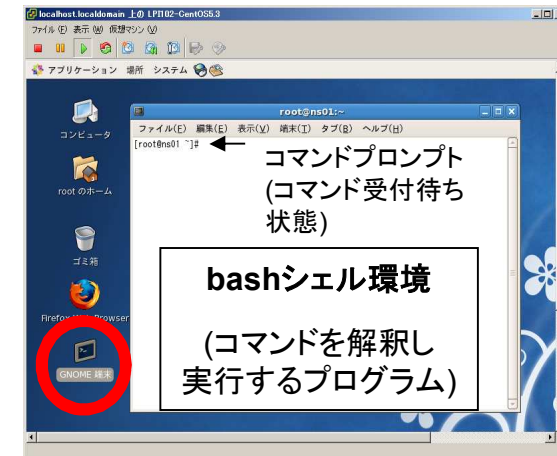 localhost.localdomain 上の LPI102-CentOS5.3
ファイル(E) 表示(W) 仮想マシン(V)
アプリケーション 場所 システム
コンピュータ
root のホーム
ゴミ箱
Firefox Web Browser
GNOME 端末
root@ns01:~
ファイル(F) 編集(E) 表示(V) 端末(T) タブ(B) ヘルプ(H)
[root@ns01 ~]#
コマンドプロンプト
(コマンド受付待ち
状態)
bashシェル環境
(コマンドを解釈し
実行するプログラム)